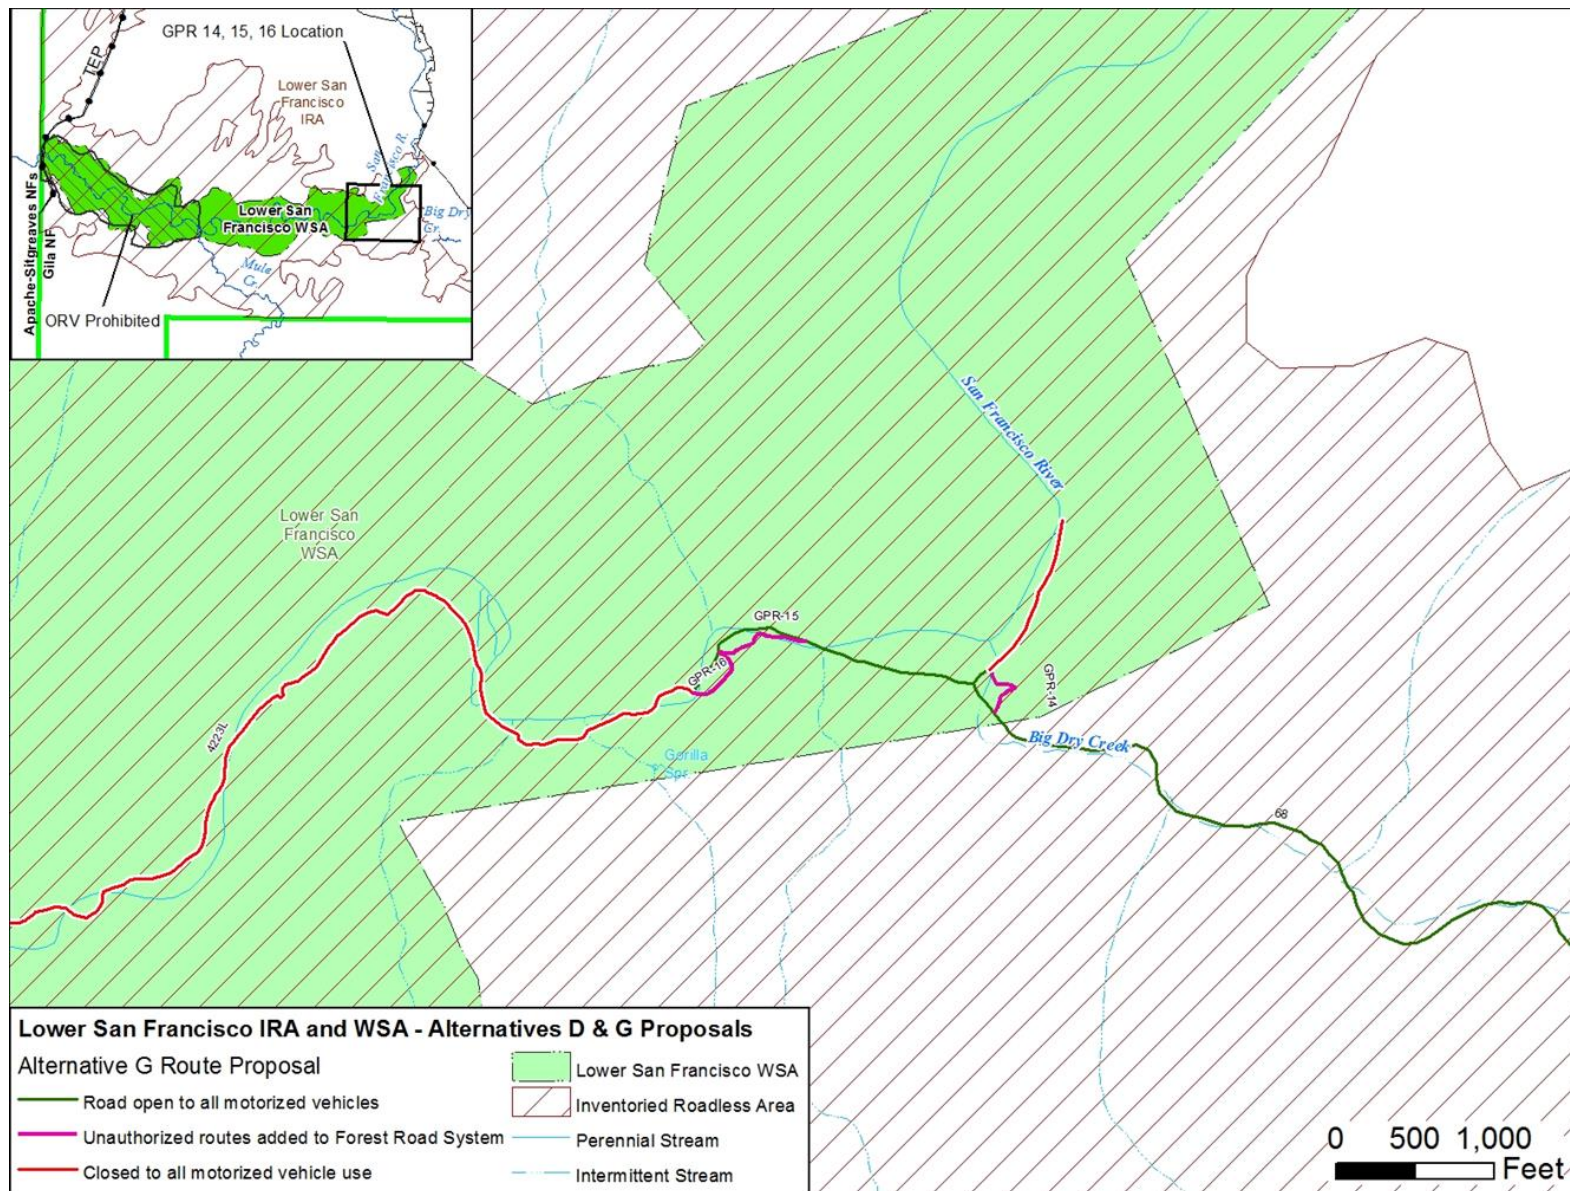 GPR 14, 15, 16 Location
TEP
Lower San
Francisco
IRA
San
Francisco R.
Apache-Sitgreaves NFs
Gila NF
Lower San
Francisco WSA
Big Dry
Cr.
Mule
Cr.
ORV Prohibited
San Francisco River
Lower San
Francisco
WSA
GPR-15
GPR-16
GPR-14
4223L
Gorilla
Spr.
Big Dry Creek
68
Lower San Francisco IRA and WSA - Alternatives D & G Proposals
Alternative G Route Proposal
Road open to all motorized vehicles
Unauthorized routes added to Forest Road System
Closed to all motorized vehicle use
Lower San Francisco WSA
Inventoried Roadless Area
Perennial Stream
Intermittent Stream
0 500 1,000
Feet